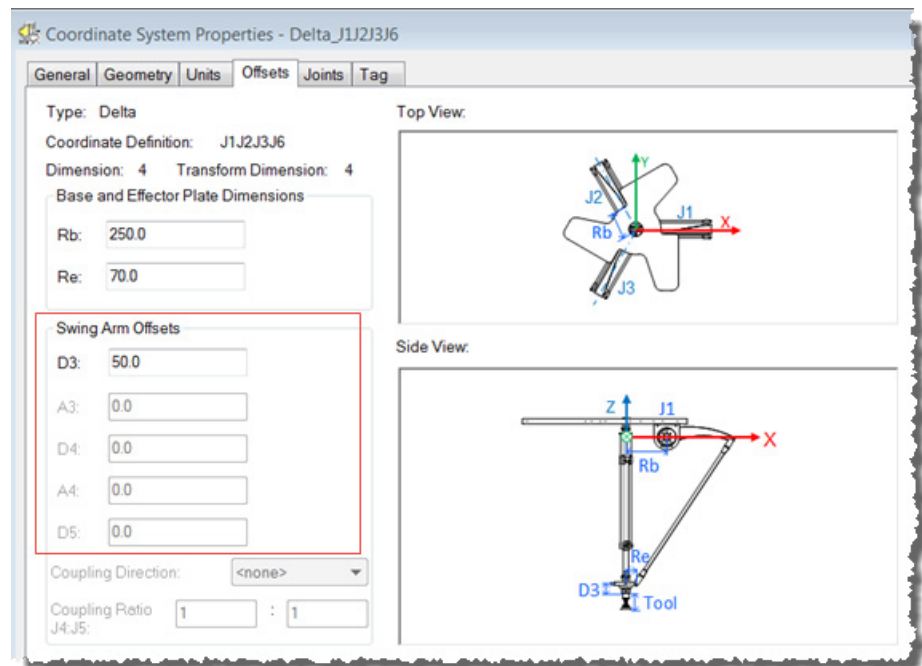 Coordinate System Properties - Delta_J1J2J3J6
General Geometry Units Offsets Joints Tag
Type: Delta
Coordinate Definition: J1J2J3J6
Dimension: 4 Transform Dimension: 4
Base and Effector Plate Dimensions
Rb: 250.0
Re: 70.0
Swing Arm Offsets
D3: 50.0
A3: 0.0
D4: 0.0
A4: 0.0
D5: 0.0
Coupling Direction: <none>
Coupling Ratio 1 : 1
J4:J5:
Top View:
Y
J2
J1
X
Rb
J3
Side View:
Z
J1
X
Rb
Re
D3
Tool